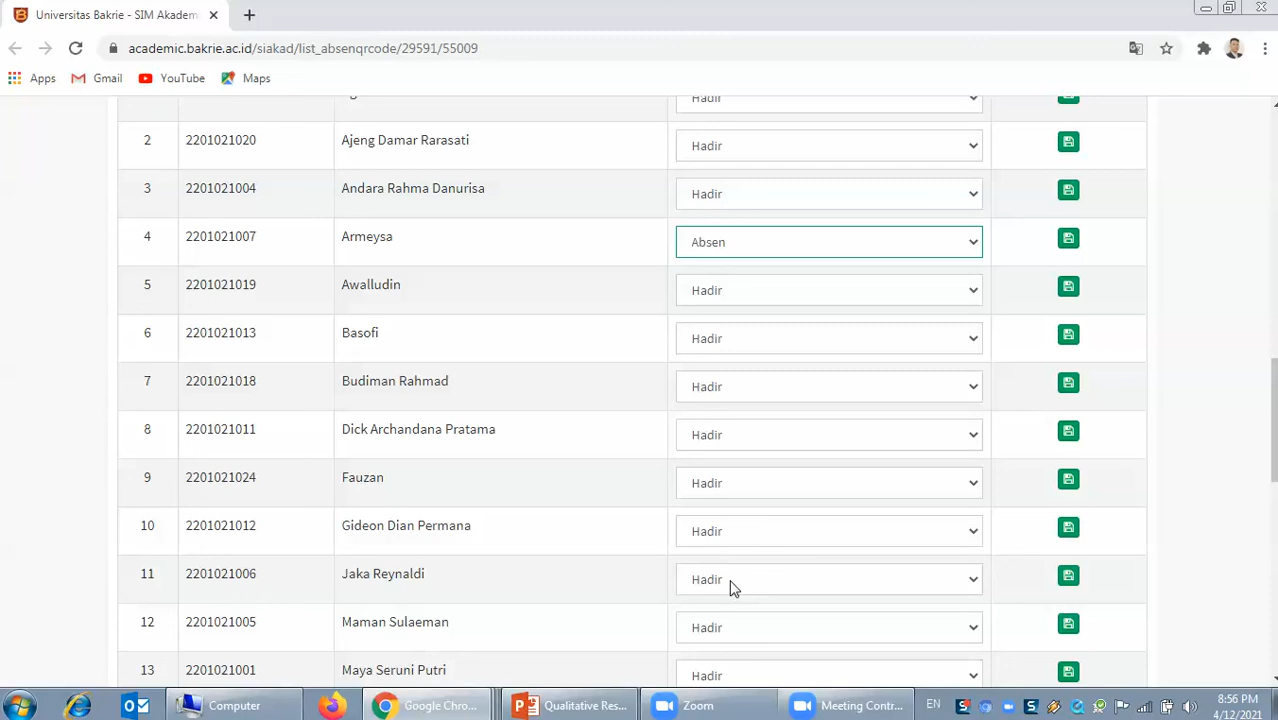 Universitas Bakrie - SIM Akadem
academic.bakrie.ac.id/siakad/list_absenqrcode/29591/55009
Apps Gmail YouTube Maps
Hadir
2 2201021020 Ajeng Damar Rarasati Hadir
3 2201021004 Andara Rahma Danurisa Hadir
4 2201021007 Armeysa Absen
5 2201021019 Awalludin Hadir
6 2201021013 Basofi Hadir
7 2201021018 Budiman Rahmad Hadir
8 2201021011 Dick Archandana Pratama Hadir
9 2201021024 Fauzan Hadir
10 2201021012 Gideon Dian Permana Hadir
11 2201021006 Jaka Reynaldi Hadir
12 2201021005 Maman Sulaeman Hadir
13 2201021001 Maya Seruni Putri Hadir
Computer Google Chro... Qualitative Res... Zoom Meeting Contr... EN 8:56 PM
4/12/2021